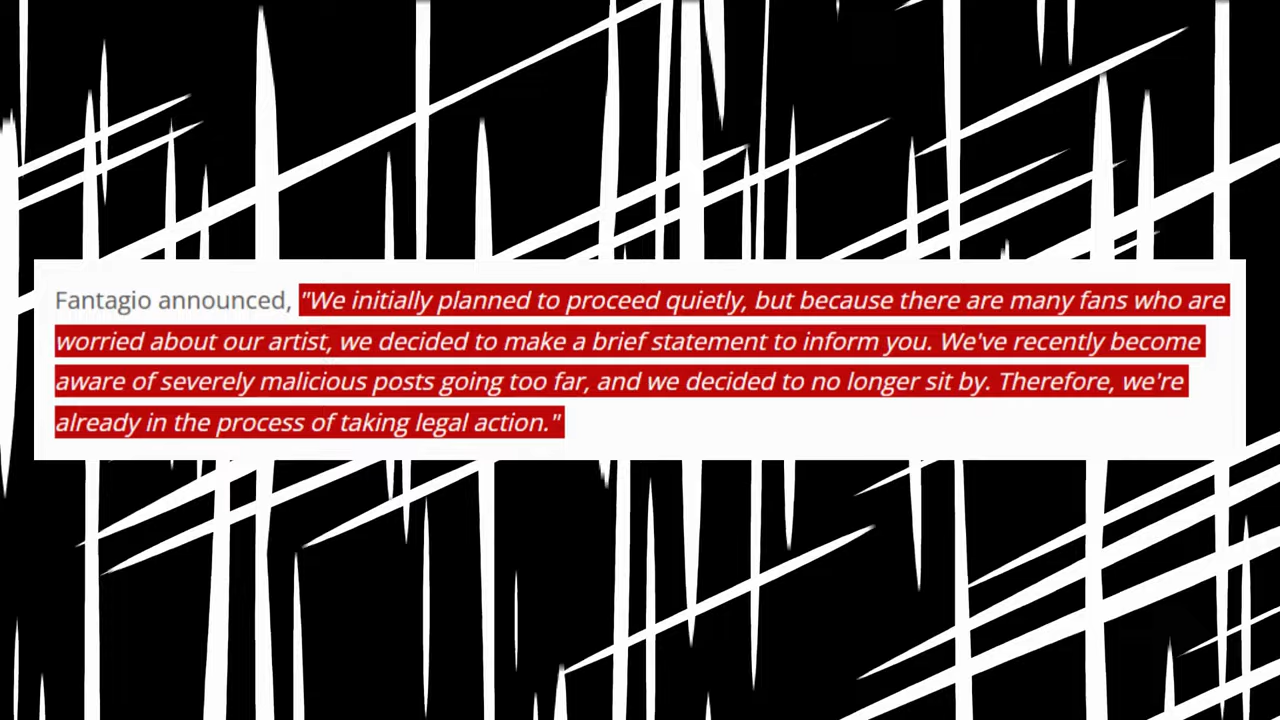 Fantagio announced, "We initially planned to proceed quietly, but because there are many fans who are
worried about our artist, we decided to make a brief statement to inform you. We've recently become
aware of severely malicious posts going too far, and we decided to no longer sit by. Therefore, we're
already in the process of taking legal action."